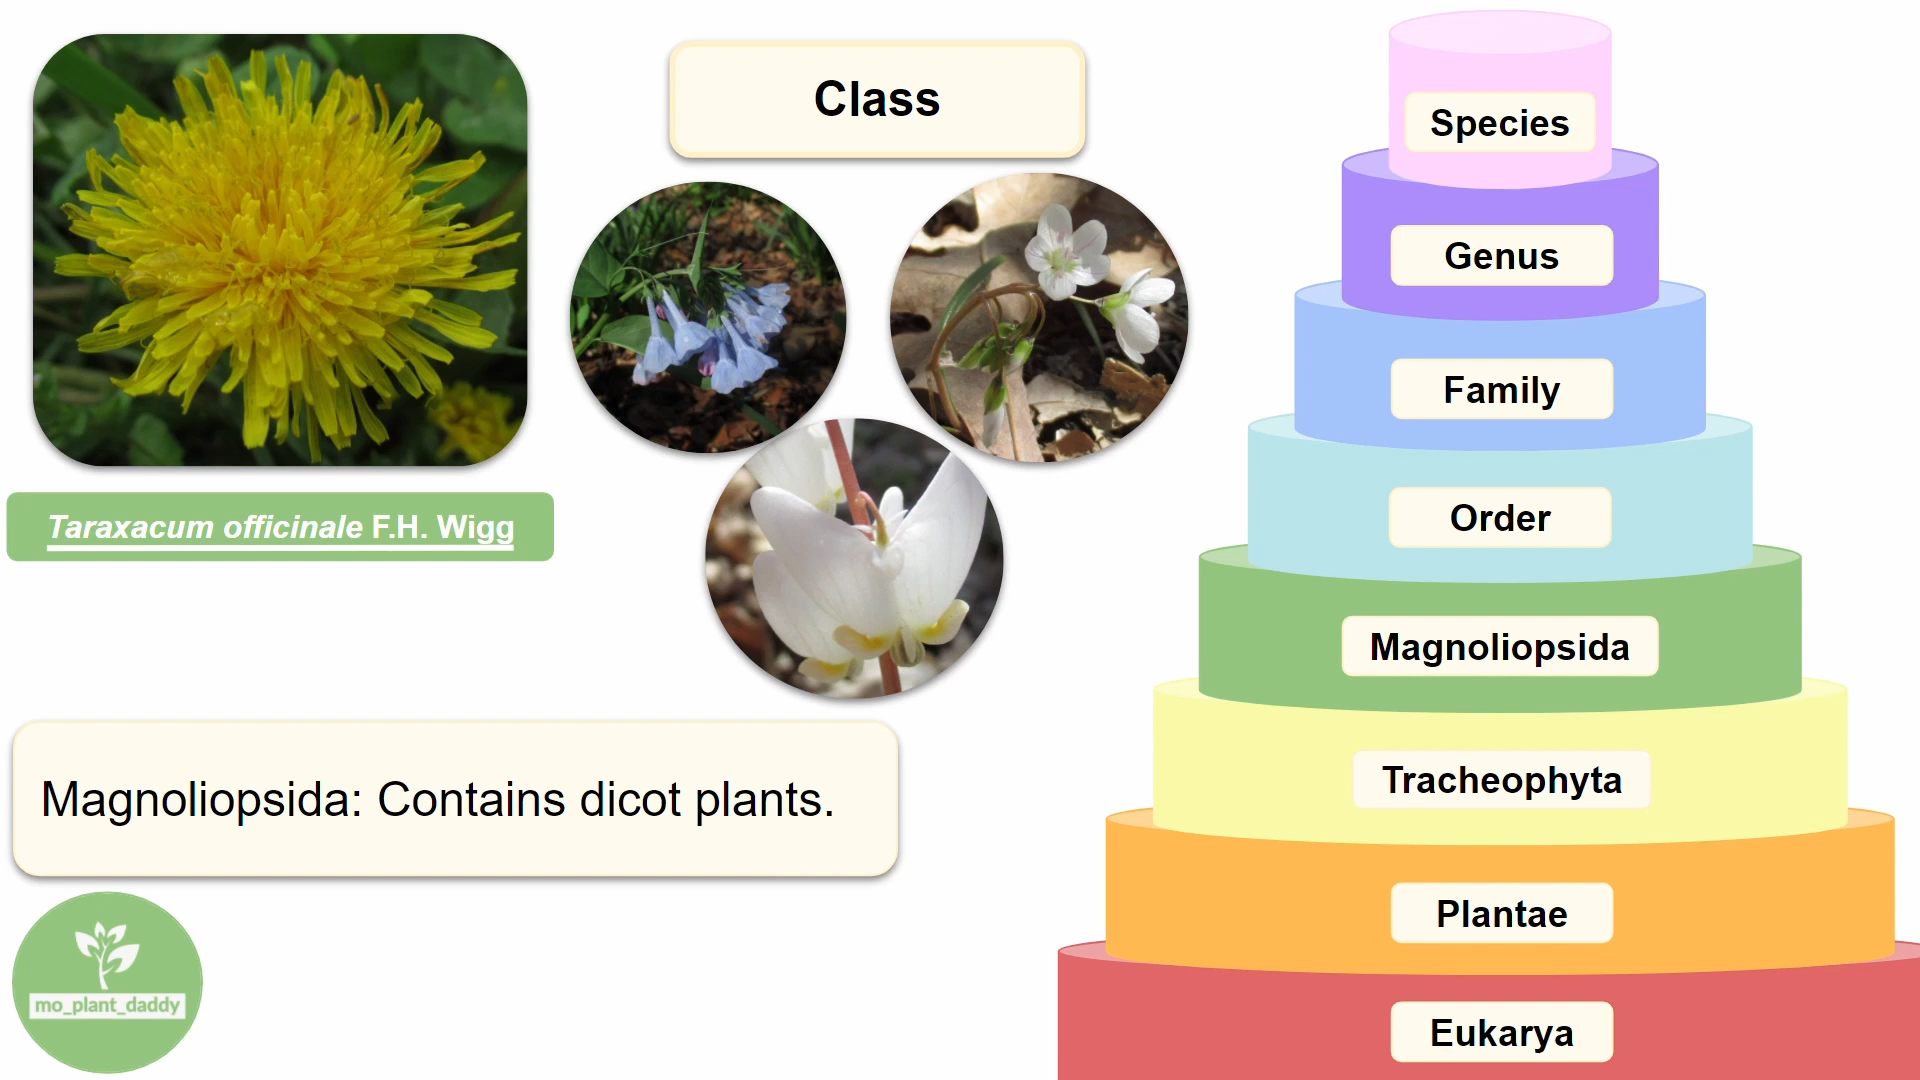 Class
Taraxacum officinale F.H. Wigg
Magnoliopsida: Contains dicot plants.
mo_plant_daddy
Species
Genus
Family
Order
Magnoliopsida
Tracheophyta
Plantae
Eukarya